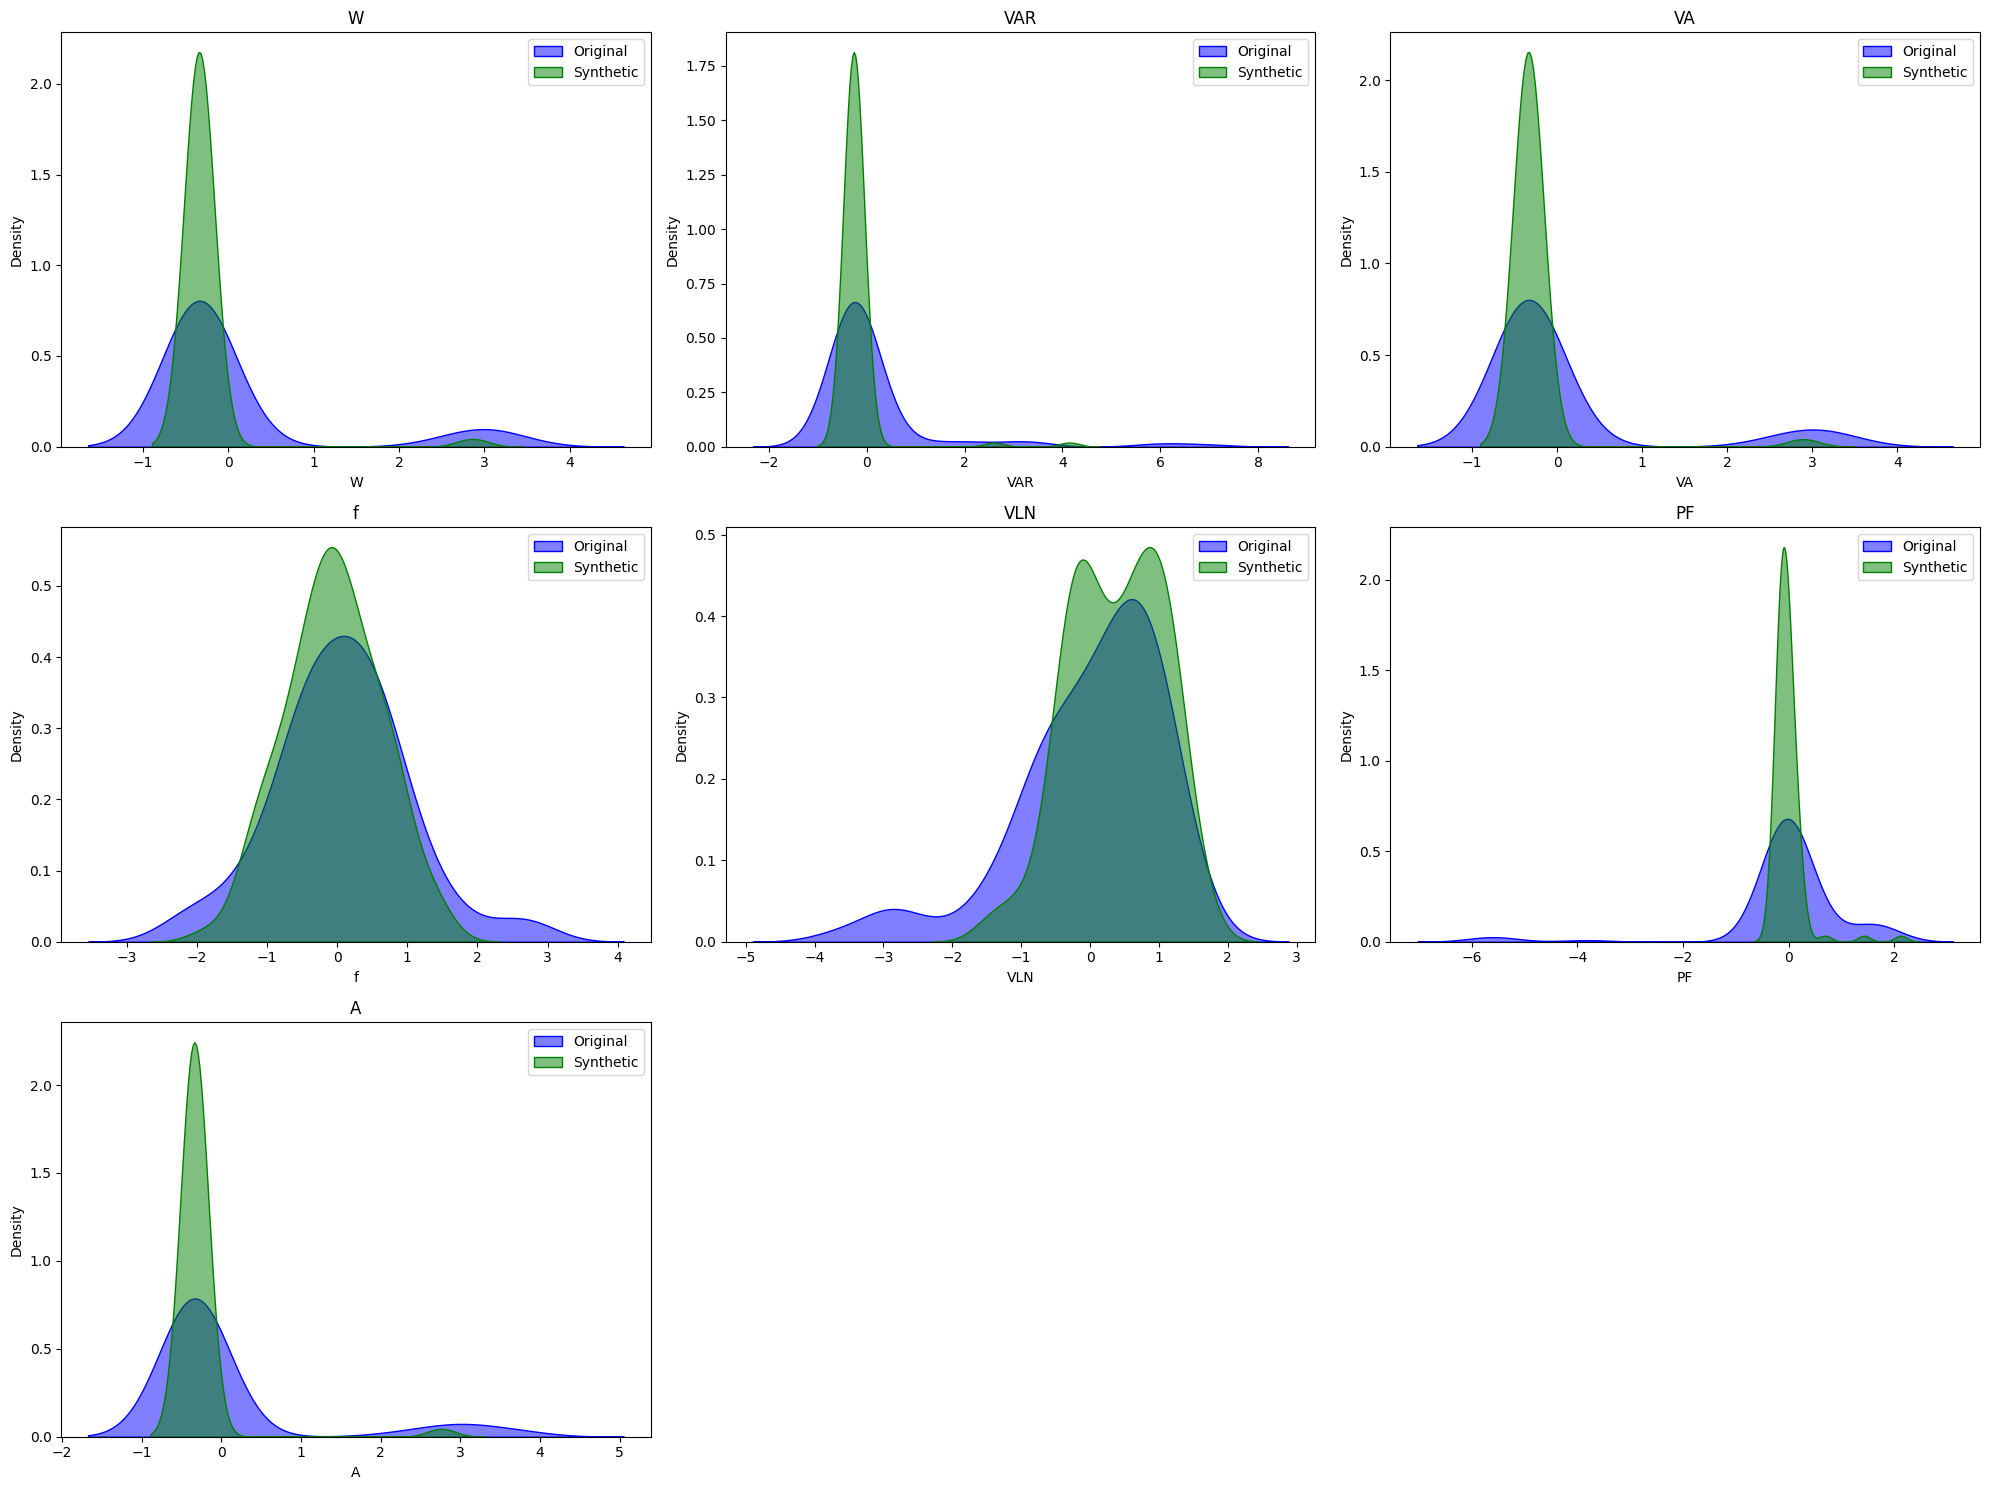 W
Density
2.0
1.5
1.0
0.5
0.0
−1 0 1 2 3 4
W
Original
Synthetic
VAR
Density
1.75
1.50
1.25
1.00
0.75
0.50
0.25
0.00
−2 0 2 4 6 8
VAR
Original
Synthetic
VA
Density
2.0
1.5
1.0
0.5
0.0
−1 0 1 2 3 4
VA
Original
Synthetic
f
Density
0.5
0.4
0.3
0.2
0.1
0.0
−3 −2 −1 0 1 2 3 4
f
Original
Synthetic
VLN
Density
0.5
0.4
0.3
0.2
0.1
0.0
−5 −4 −3 −2 −1 0 1 2 3
VLN
Original
Synthetic
PF
Density
2.0
1.5
1.0
0.5
0.0
−6 −4 −2 0 2
PF
Original
Synthetic
A
Density
2.0
1.5
1.0
0.5
0.0
−2 −1 0 1 2 3 4 5
A
Original
Synthetic